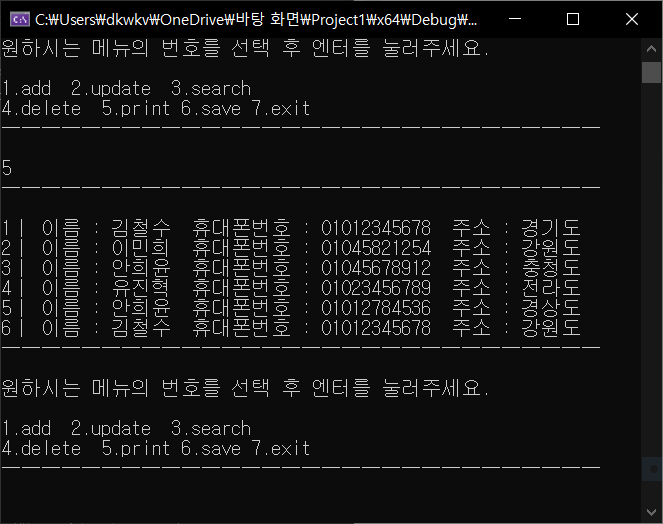 C:₩Users₩dkwkv₩OneDrive₩바탕 화면₩Project1₩x64₩Debug₩...
원하시는 메뉴의 번호를 선택 후 엔터를 눌러주세요.
1.add 2.update 3.search
4.delete 5.print 6.save 7.exit
5
1| 이름 : 김철수 휴대폰번호 : 01012345678 주소 : 경기도
2| 이름 : 이민희 휴대폰번호 : 01045821254 주소 : 강원도
3| 이름 : 안희윤 휴대폰번호 : 01045678912 주소 : 충청도
4| 이름 : 유진혁 휴대폰번호 : 01023456789 주소 : 전라도
5| 이름 : 안희윤 휴대폰번호 : 01012784536 주소 : 경상도
6| 이름 : 김철수 휴대폰번호 : 01012345678 주소 : 강원도
원하시는 메뉴의 번호를 선택 후 엔터를 눌러주세요.
1.add 2.update 3.search
4.delete 5.print 6.save 7.exit